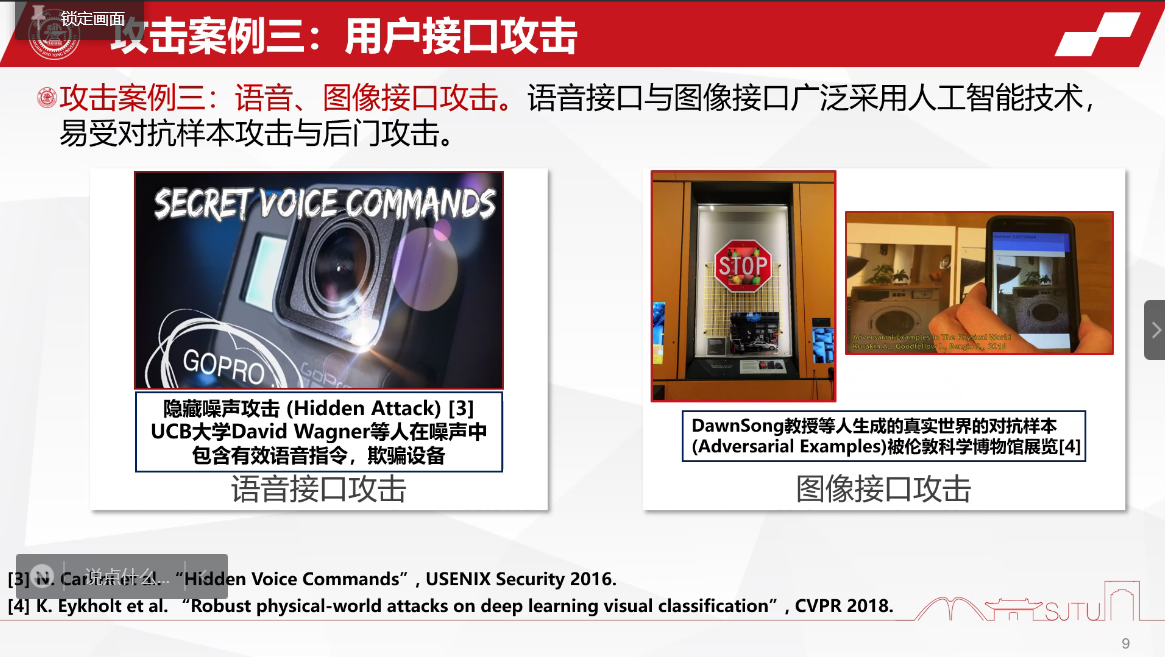 锁定画面
攻击案例三：用户接口攻击
攻击案例三：语音、图像接口攻击。语音接口与图像接口广泛采用人工智能技术，
易受对抗样本攻击与后门攻击。
SECRET VOICE COMMANDS
GOPRO
GoPro
隐藏噪声攻击 (Hidden Attack) [3]
UCB大学David Wagner等人在噪声中
包含有效语音指令，欺骗设备
语音接口攻击
STOP
Adversarial Examples In The Physical World
Kurakin A., Goodfellow I., Bengio S., 2016
DawnSong教授等人生成的真实世界的对抗样本
(Adversarial Examples)被伦敦科学博物馆展览[4]
图像接口攻击
说点什么...
[3] N. Carlini et al. “Hidden Voice Commands”, USENIX Security 2016.
[4] K. Eykholt et al. “Robust physical-world attacks on deep learning visual classification”, CVPR 2018.
SJTU
9